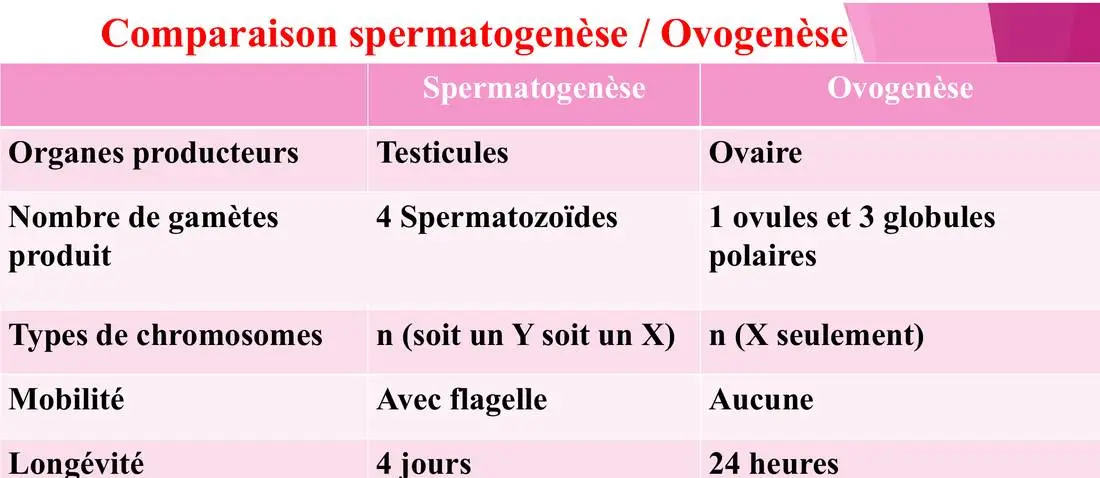 Comparaison spermatogenèse / Ovogenèse
Spermatogenèse Ovogenèse
Organes producteurs Testicules Ovaire
Nombre de gamètes 4 Spermatozoïdes 1 ovules et 3 globules
produit polaires
Types de chromosomes n (soit un Y soit un X) n (X seulement)
Mobilité Avec flagelle Aucune
Longévité 4 jours 24 heures